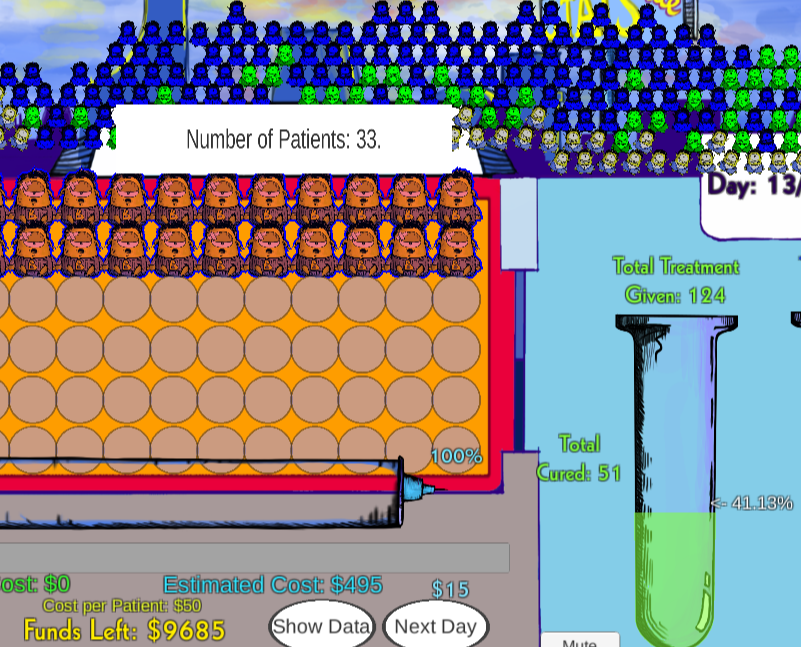 Number of Patients: 33.
Day: 13/
Total Treatment
Given: 124
100%
Total
Cured: 51
<- 41.13%
ost: $0
Estimated Cost: $495
$15
Cost per Patient: $50
Funds Left: $9685
Show Data
Next Day
Mute